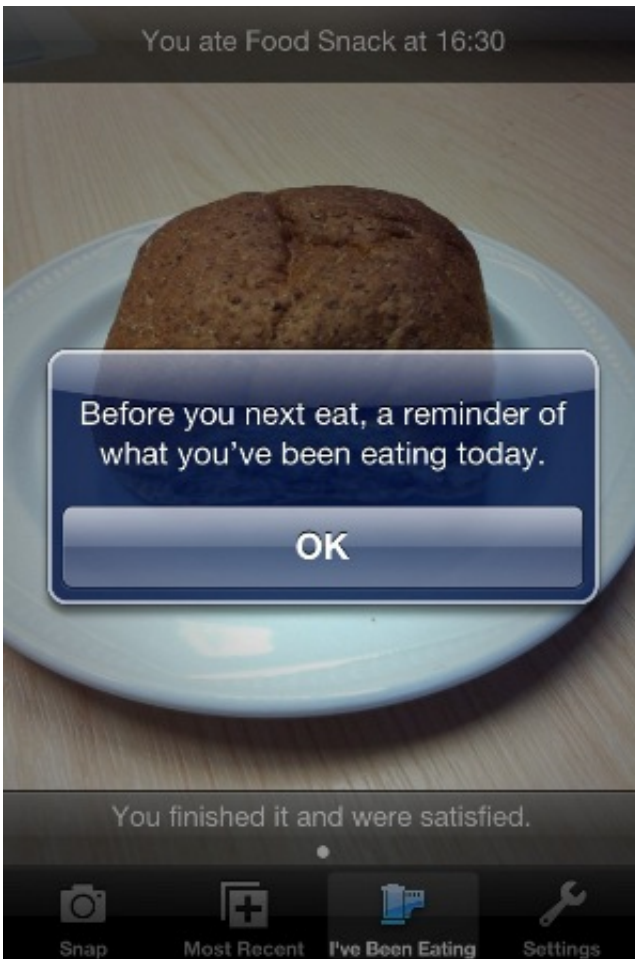 You ate Food Snack at 16:30
Before you next eat, a reminder of
what you've been eating today.
OK
You finished it and were satisfied.
Snap
Most Recent
I've Been Eating
Settings